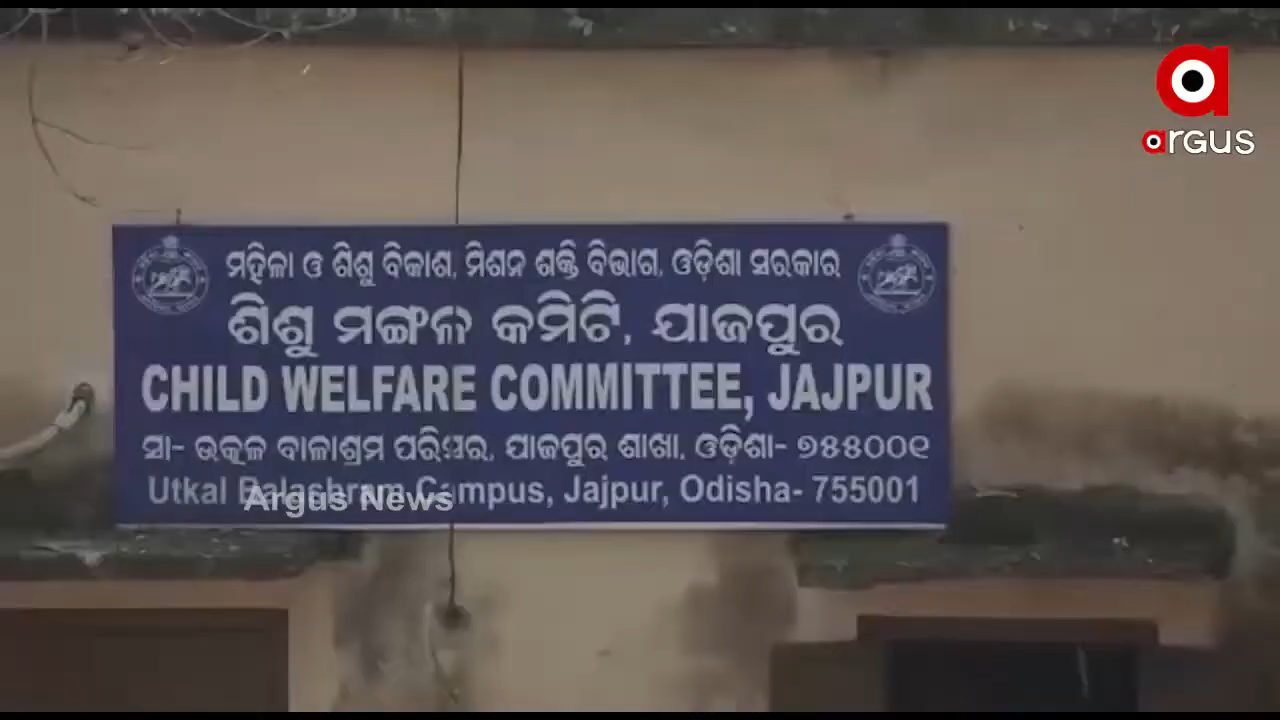 ARGUS
ମହିଳା ଓ ଶିଶୁ ବିକାଶ, ମିଶନ ଶକ୍ତି ବିଭାଗ, ଓଡ଼ିଶା ସରକାର
ଶିଶୁ ମଙ୍ଗଳ କମିଟି, ଯାଜପୁର
CHILD WELFARE COMMITTEE, JAJPUR
ସା- ଉତ୍କଳ ବାଳାଶ୍ରମ ପରିସର, ଯାଜପୁର ଶାଖା, ଓଡ଼ିଶା- ୭୫୫୦୦୧
Utkal Balashram Campus, Jajpur, Odisha- 755001
Argus News